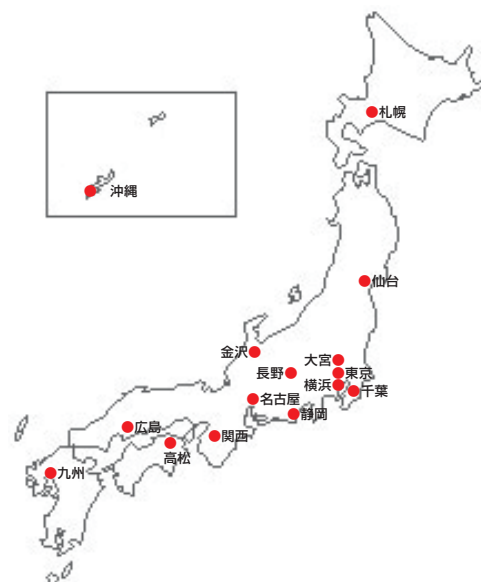 札幌
沖縄
仙台
金沢
大宮
長野
東京
横浜
千葉
名古屋
静岡
広島
関西
高松
九州